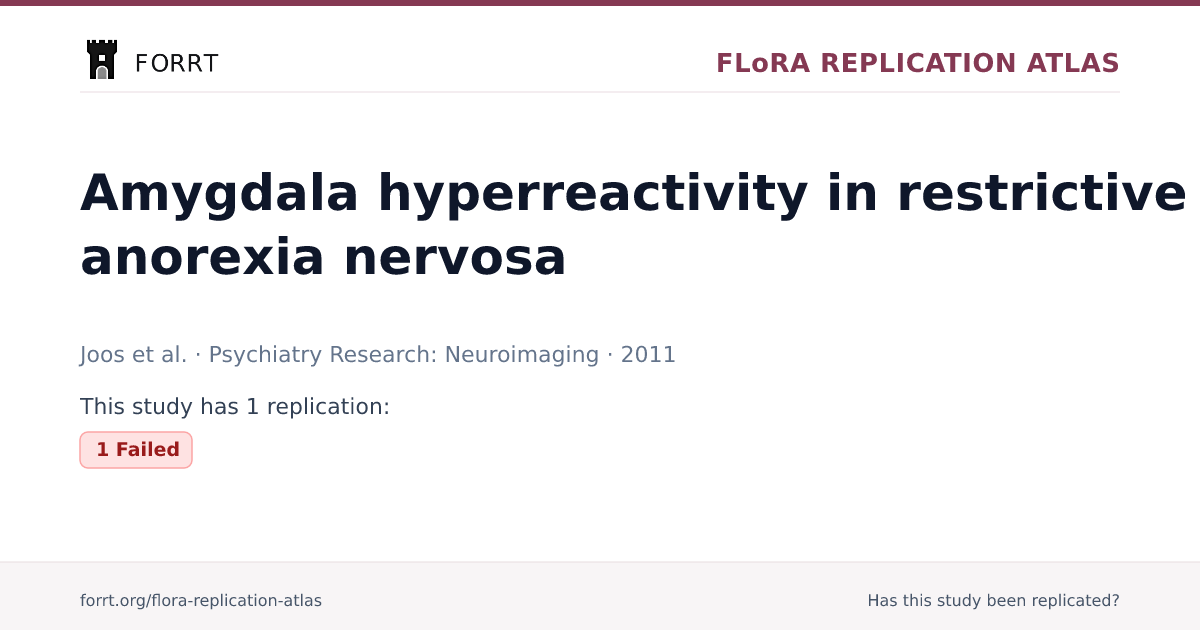 FORRT
FLoRA REPLICATION ATLAS
Amygdala hyperreactivity in restrictive
anorexia nervosa
Joos et al. · Psychiatry Research: Neuroimaging · 2011
This study has 1 replication:
1 Failed
forrt.org/flora-replication-atlas
Has this study been replicated?